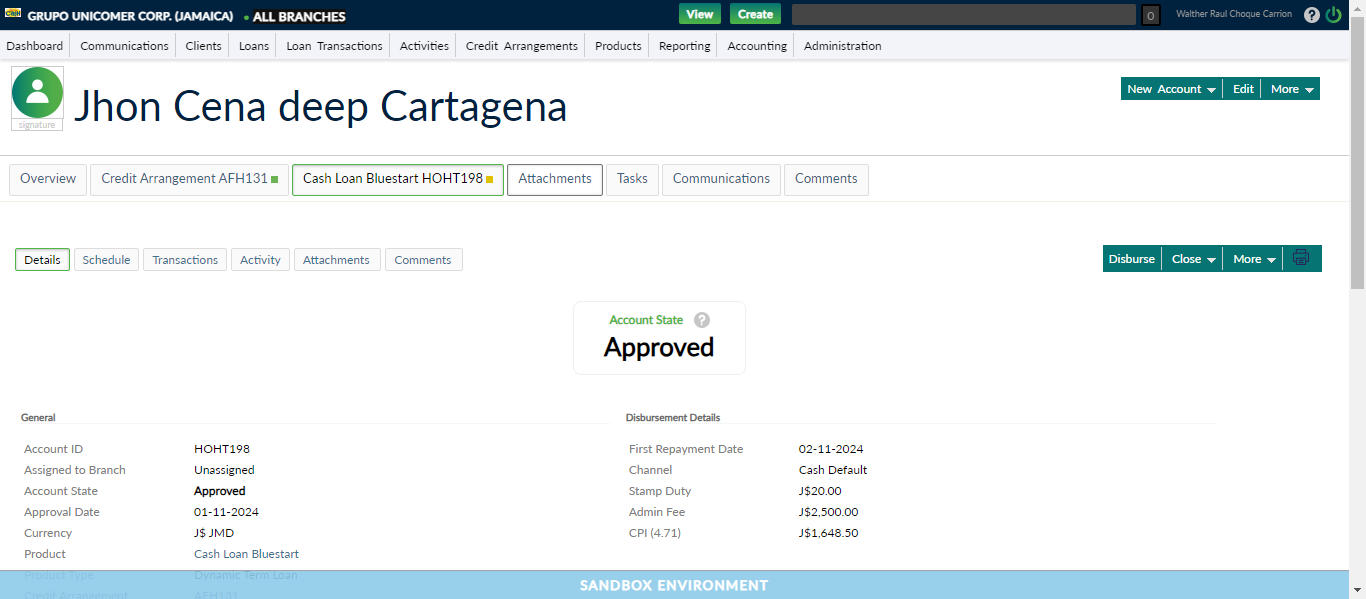 GRUPO UNICOMER CORP. (JAMAICA) • ALL BRANCHES View Create 0 Walther Raul Choque Carrion ?
Dashboard Communications Clients Loans Loan Transactions Activities Credit Arrangements Products Reporting Accounting Administration
Jhon Cena deep Cartagena
signature
New Account Edit More
Overview Credit Arrangement AFH131 Cash Loan Bluestart HOHT198 Attachments Tasks Communications Comments
Details Schedule Transactions Activity Attachments Comments
Disburse Close More
Account State ?
Approved
General
Account ID HOHT198
Assigned to Branch Unassigned
Account State Approved
Approval Date 01-11-2024
Currency J$ JMD
Product Cash Loan Bluestart
Product Type Dynamic Term Loan
Credit Arrangement AFH131
Disbursement Details
First Repayment Date 02-11-2024
Channel Cash Default
Stamp Duty J$20.00
Admin Fee J$2,500.00
CPI (4.71) J$1,648.50
SANDBOX ENVIRONMENT